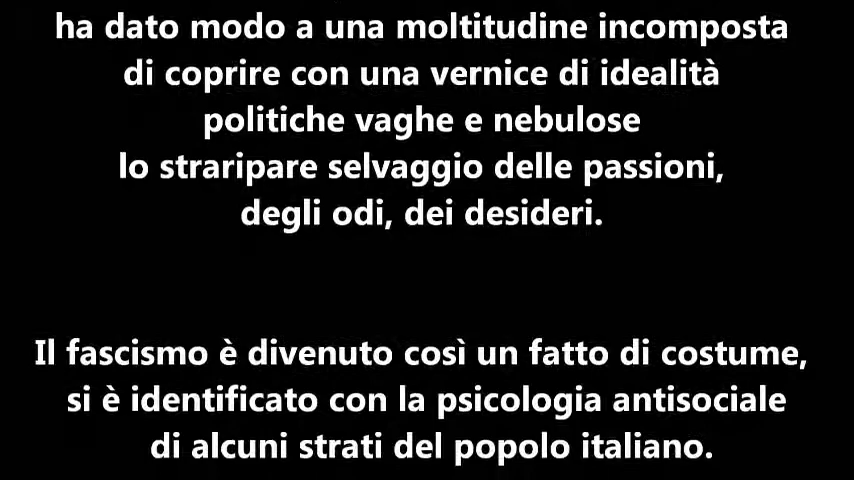 ha dato modo a una moltitudine incomposta
di coprire con una vernice di idealità
politiche vaghe e nebulose
lo straripare selvaggio delle passioni,
degli odi, dei desideri.
Il fascismo è divenuto così un fatto di costume,
si è identificato con la psicologia antisociale
di alcuni strati del popolo italiano.